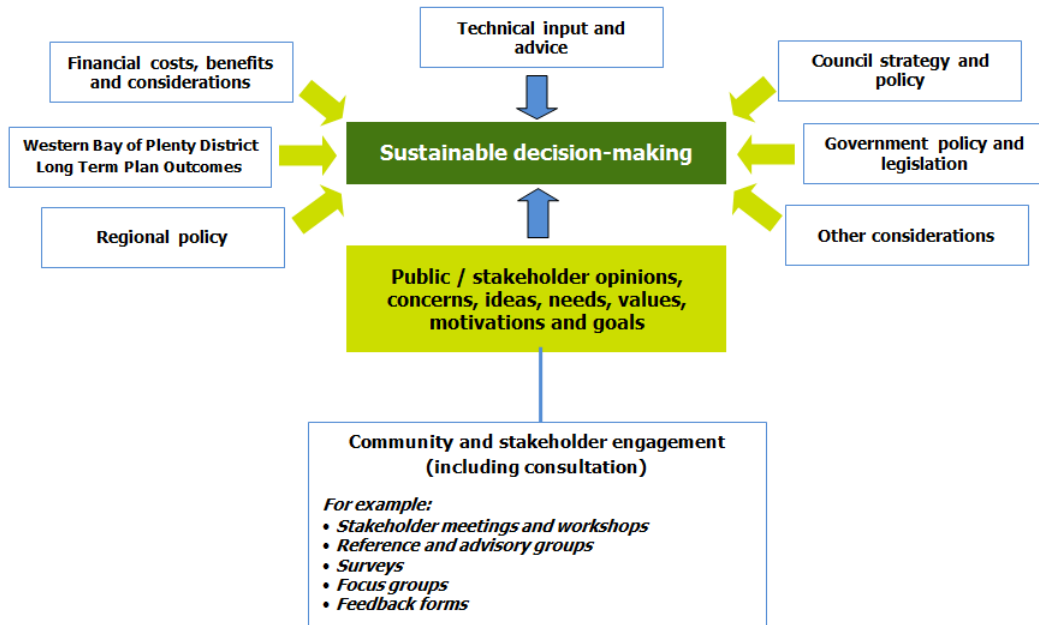 Technical input and
advice
Financial costs, benefits
and considerations
Council strategy and
policy
Western Bay of Plenty District
Long Term Plan Outcomes
Sustainable decision-making
Government policy and
legislation
Regional policy
Other considerations
Public / stakeholder opinions,
concerns, ideas, needs, values,
motivations and goals
Community and stakeholder engagement
(including consultation)
For example:
• Stakeholder meetings and workshops
• Reference and advisory groups
• Surveys
• Focus groups
• Feedback forms